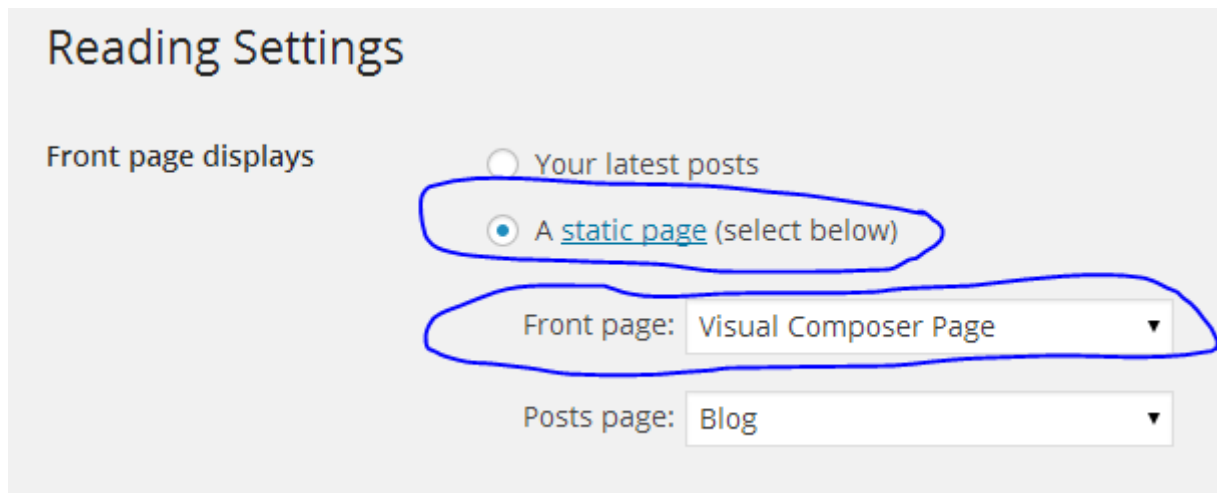 Reading Settings
Front page displays
Your latest posts
A static page (select below)
Front page: Visual Composer Page
Posts page: Blog